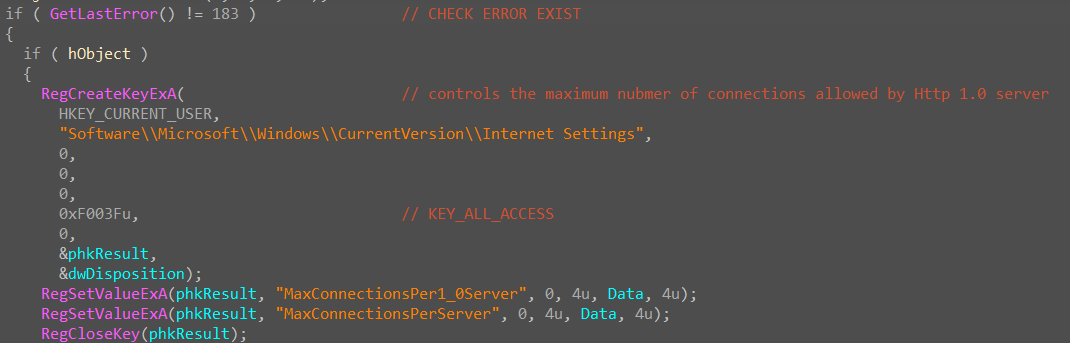 if ( GetLastError() != 183 ) // CHECK ERROR EXIST
{
if ( hObject )
{
RegCreateKeyExA( // controls the maximum nubmer of connections allowed by Http 1.0 server
HKEY_CURRENT_USER,
"Software\\Microsoft\\Windows\\CurrentVersion\\Internet Settings",
0,
0,
0,
0xF003Fu, // KEY_ALL_ACCESS
0,
&phkResult,
&dwDisposition);
RegSetValueExA(phkResult, "MaxConnectionsPer1_0Server", 0, 4u, Data, 4u);
RegSetValueExA(phkResult, "MaxConnectionsPerServer", 0, 4u, Data, 4u);
RegCloseKey(phkResult);